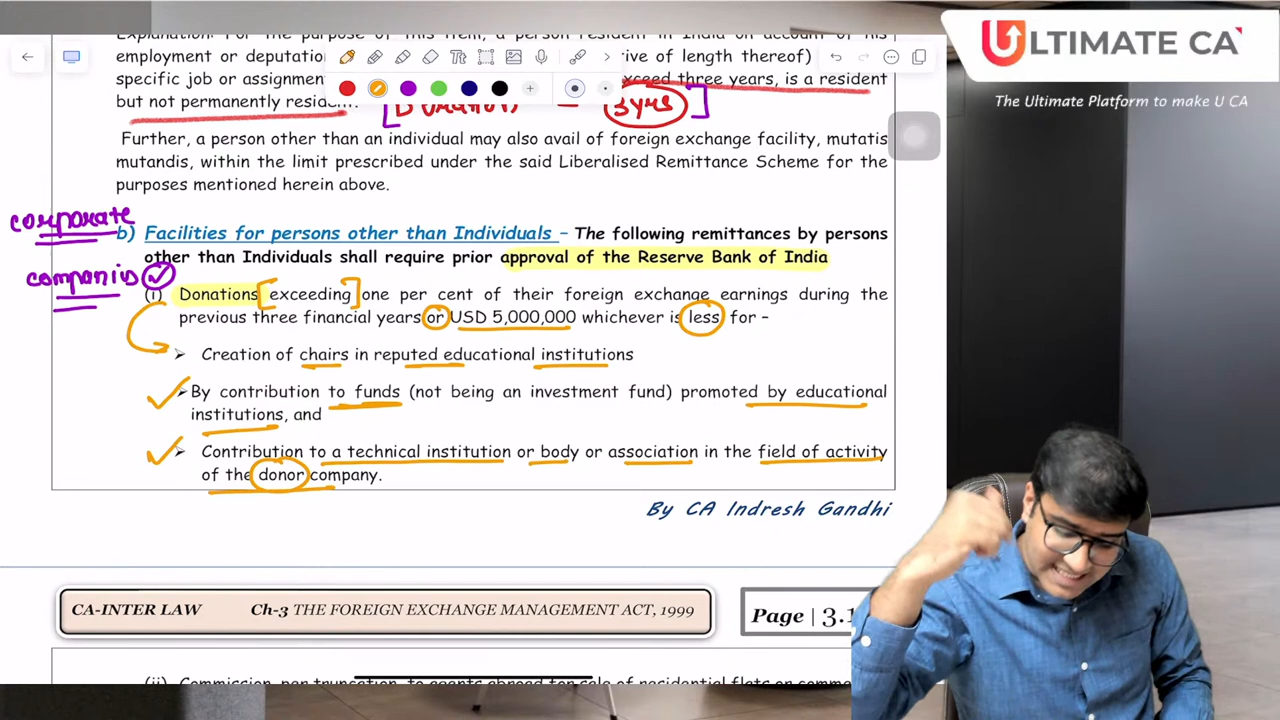 ULTIMATE CA
The Ultimate Platform to make U CA
employment or deputation
specific job or assignment exceed three years, is a resident
but not permanently resident.
3yrs
Further, a person other than an individual may also avail of foreign exchange facility, mutatis
mutandis, within the limit prescribed under the said Liberalised Remittance Scheme for the
purposes mentioned herein above.
corporate
companies
b) Facilities for persons other than Individuals – The following remittances by persons
other than Individuals shall require prior approval of the Reserve Bank of India
(i) Donations [exceeding] one per cent of their foreign exchange earnings during the
previous three financial years or USD 5,000,000 whichever is less for –
Creation of chairs in reputed educational institutions
By contribution to funds (not being an investment fund) promoted by educational
institutions, and
Contribution to a technical institution or body or association in the field of activity
of the donor company.
By CA Indresh Gandhi
CA-INTER LAW Ch-3 THE FOREIGN EXCHANGE MANAGEMENT ACT, 1999
Page | 3.1